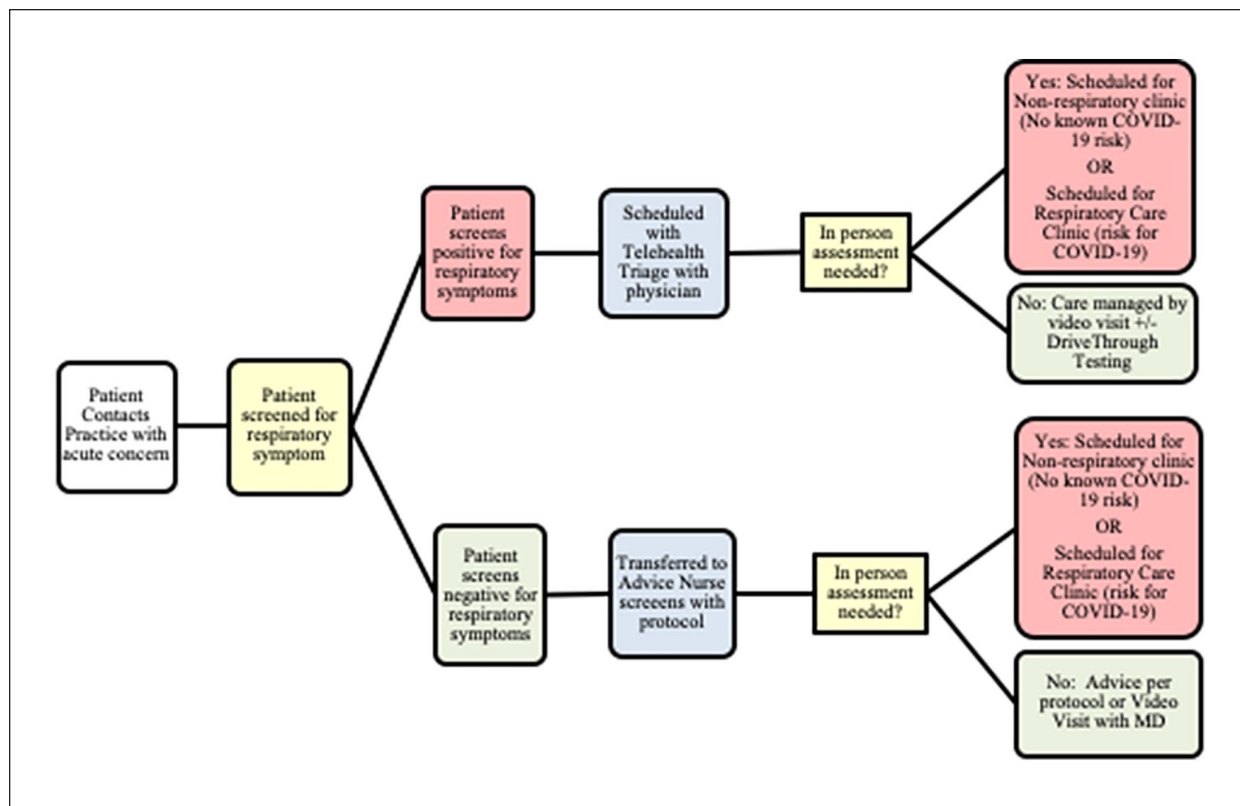 Patient
Contacts
Practice with
acute concern
Patient
screened for
respiratory
symptom
Patient
screens
positive for
respiratory
symptoms
Scheduled
with
Telehealth
Triage with
physician
In person
assessment
needed?
Yes: Scheduled for
Non-respiratory clinic
(No known COVID-
19 risk)
OR
Scheduled for
Respiratory Care
Clinic (risk for
COVID-19)
No: Care managed by
video visit +/-
DriveThrough
Testing
Patient
screens
negative for
respiratory
symptoms
Transferred to
Advice Nurse
screeens with
protocol
In person
assessment
needed?
Yes: Scheduled for
Non-respiratory clinic
(No known COVID-
19 risk)
OR
Scheduled for
Respiratory Care
Clinic (risk for
COVID-19)
No: Advice per
protocol or Video
Visit with MD